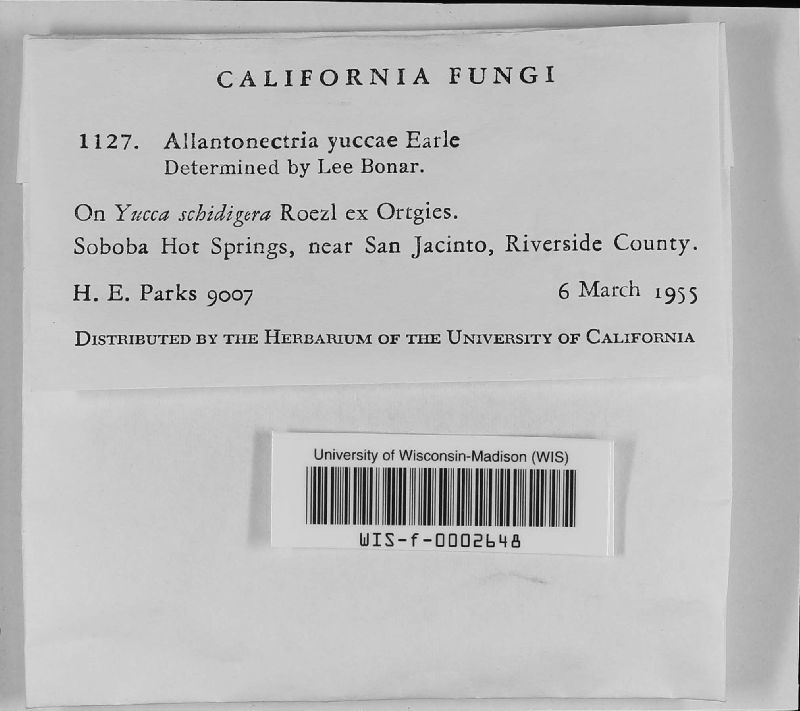 CALIFORNIA FUNGI
1127. Allantonectria yuccae Earle
Determined by Lee Bonar.
On Yucca schidigera Roezl ex Ortgies.
Soboba Hot Springs, near San Jacinto, Riverside County.
H. E. Parks 9007 6 March 1955
DISTRIBUTED BY THE HERBARIUM OF THE UNIVERSITY OF CALIFORNIA
University of Wisconsin-Madison (WIS)
WIS-f-0002648